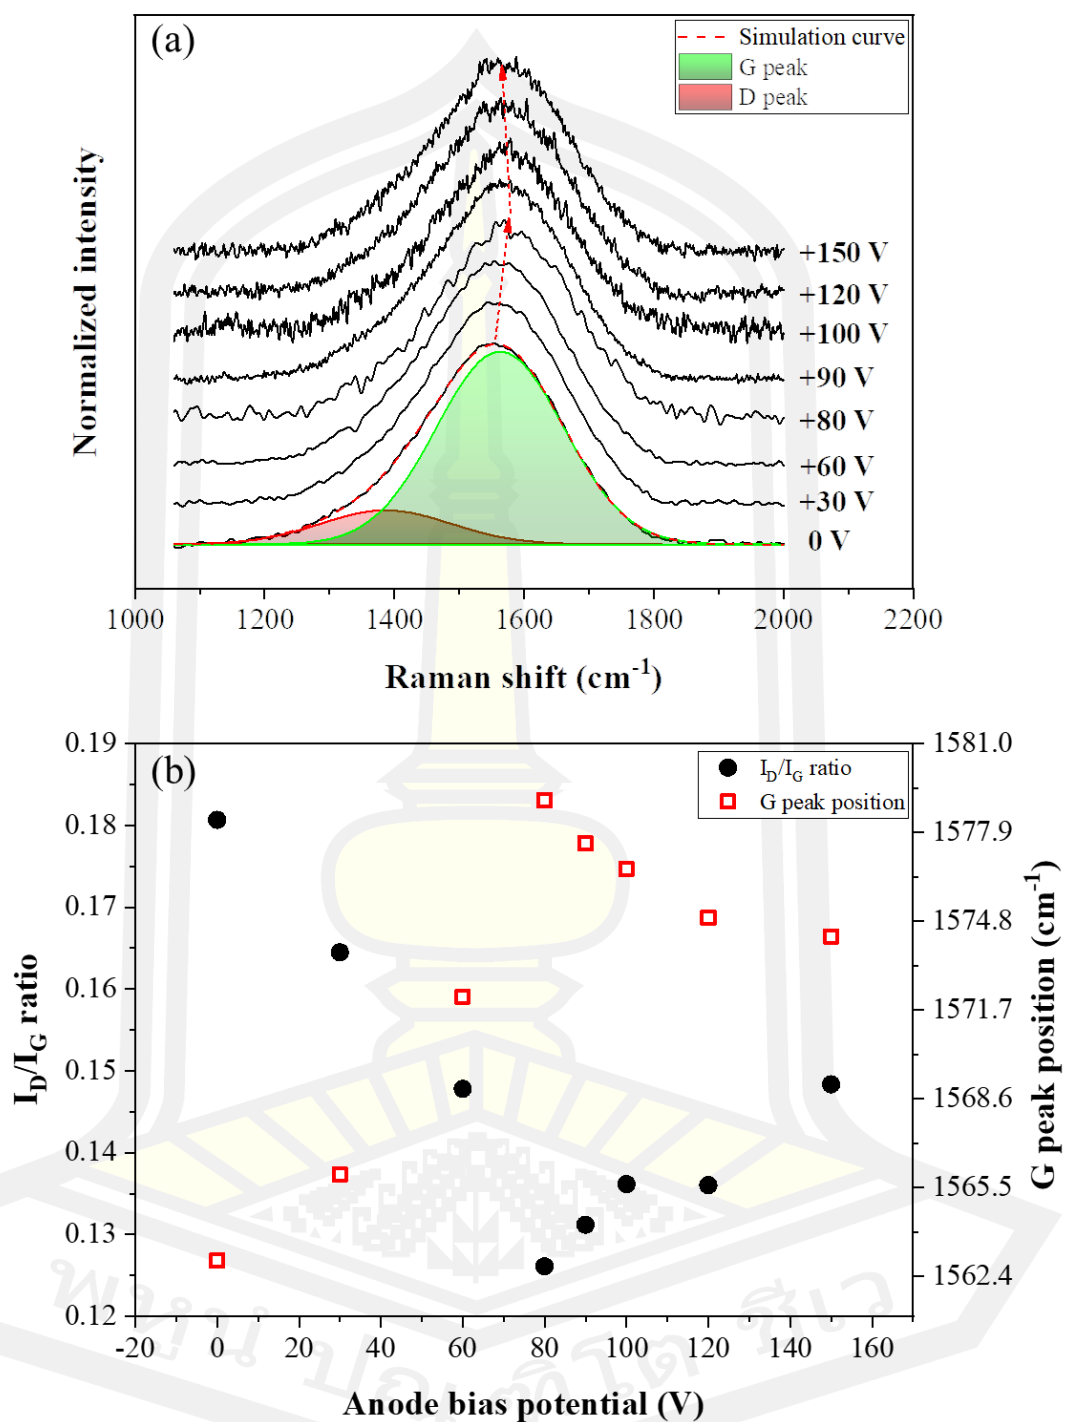 (a)
Simulation curve
G peak
D peak
Normalized intensity
+150 V
+120 V
+100 V
+90 V
+80 V
+60 V
+30 V
0 V
1000 1200 1400 1600 1800 2000 2200
Raman shift (cm⁻¹)
(b)
I_D/I_G ratio
G peak position
0.19
0.18
0.17
0.16
0.15
0.14
0.13
0.12
I_D/I_G ratio
1581.0
1577.9
1574.8
1571.7
1568.6
1565.5
1562.4
G peak position (cm⁻¹)
-20 0 20 40 60 80 100 120 140 160
Anode bias potential (V)